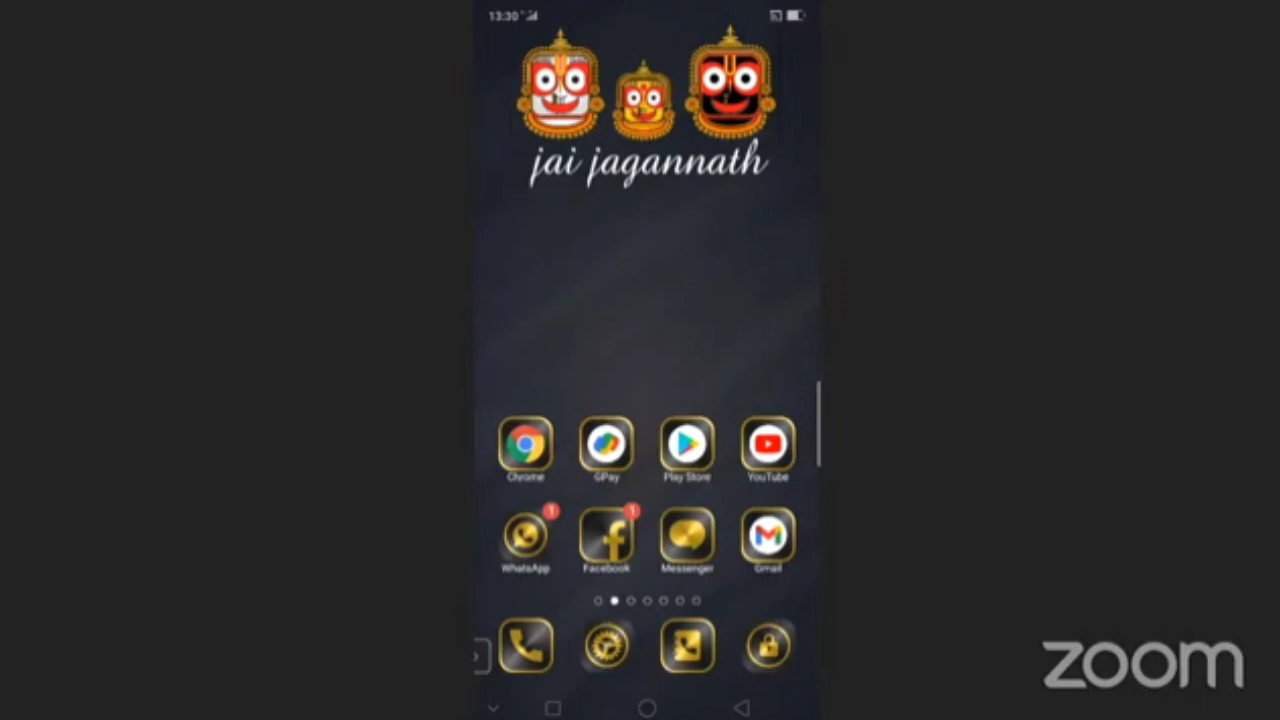 13:30
jai jagannath
Chrome GPay Play Store YouTube
1 1
WhatsApp Facebook Messenger Gmail
zoom